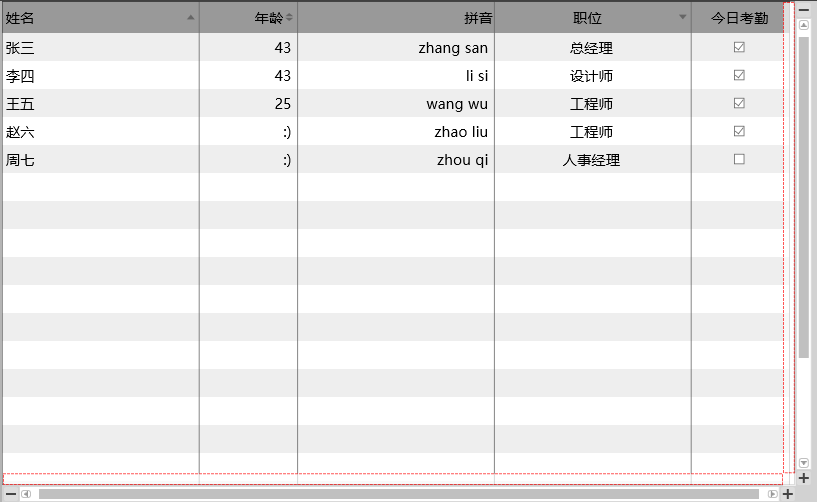 姓名 年龄 拼音 职位 今日考勤
张三 43 zhang san 总经理
李四 43 li si 设计师
王五 25 wang wu 工程师
赵六 :) zhao liu 工程师
周七 :) zhou qi 人事经理